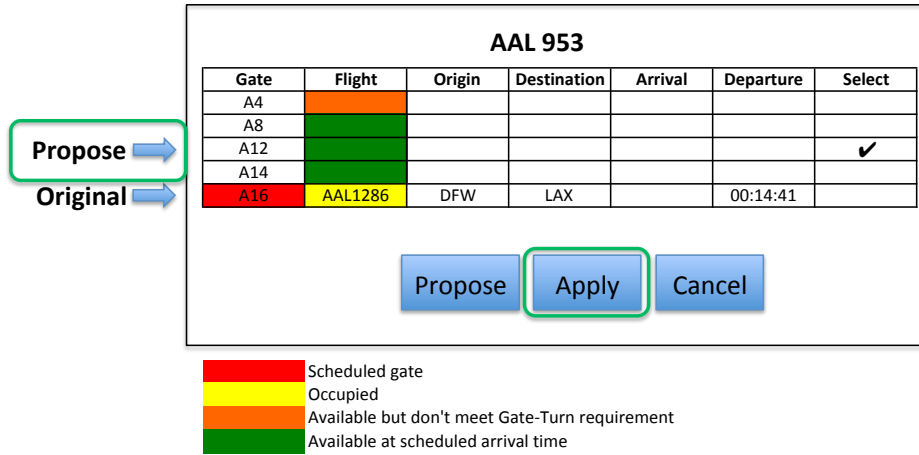 AAL 953
Gate Flight Origin Destination Arrival Departure Select
A4
A8
Propose A12 ✔
A14
Original A16 AAL1286 DFW LAX 00:14:41
Propose Apply Cancel
Scheduled gate
Occupied
Available but don't meet Gate-Turn requirement
Available at scheduled arrival time